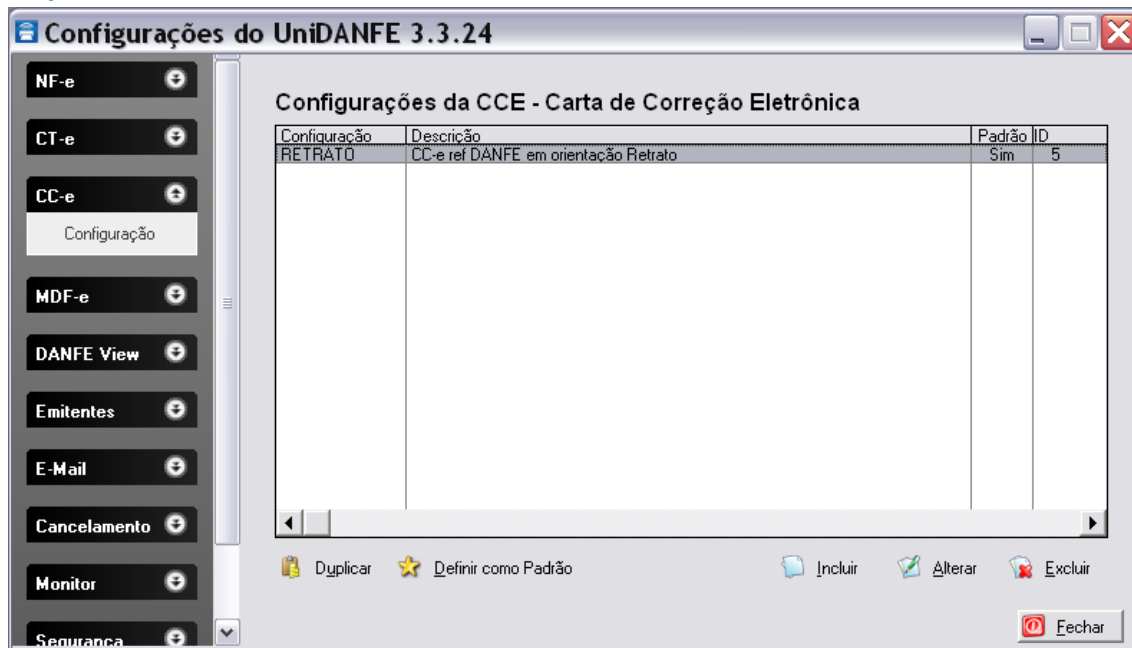 Configurações do UniDANFE 3.3.24
NF-e
CT-e
CC-e
Configuração
MDF-e
DANFE View
Emitentes
E-Mail
Cancelamento
Monitor
Segurança
Configurações da CCE - Carta de Correção Eletrônica
Configuração Descrição Padrão ID
RETRATO CC-e ref DANFE em orientação Retrato Sim 5
Duplicar Definir como Padrão Incluir Alterar Excluir
Fechar